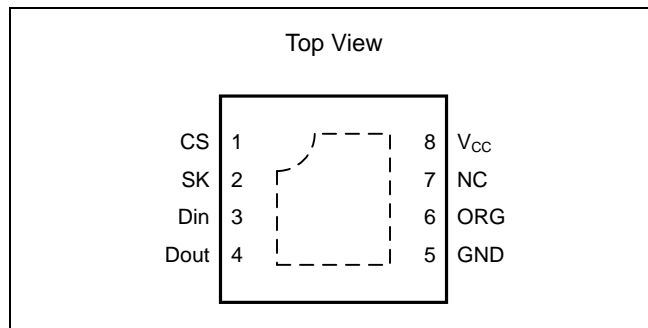 Top View
CS 1 8 VCC
SK 2 7 NC
Din 3 6 ORG
Dout 4 5 GND